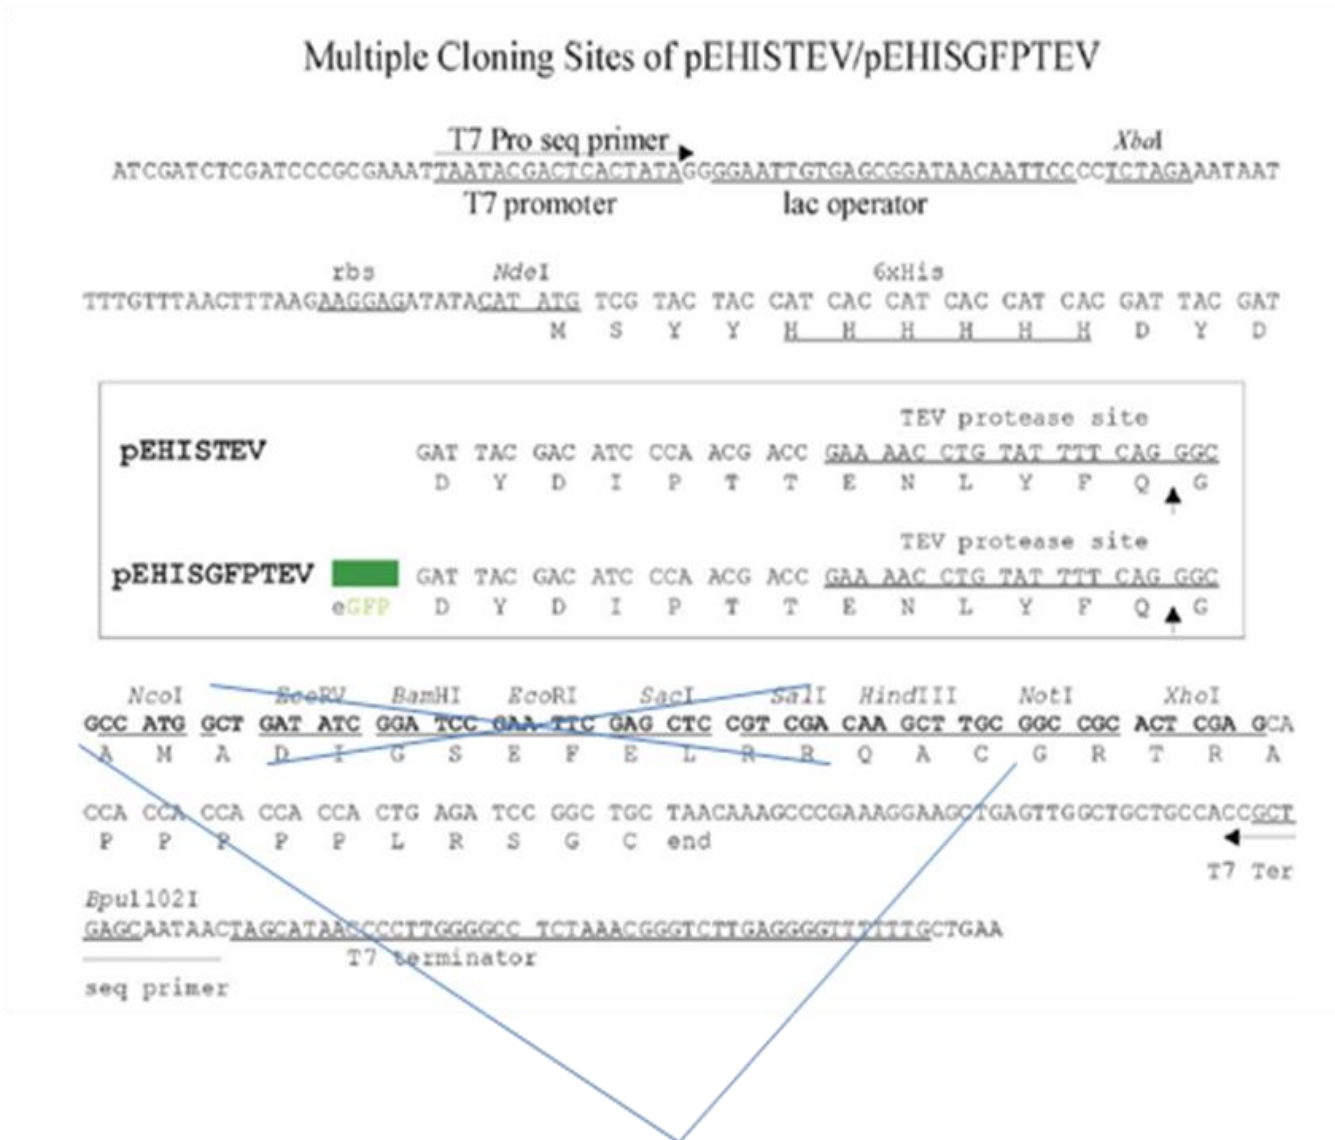 Multiple Cloning Sites of pEHISTEV/pEHISGFPTEV
T7 Pro seq primer XbaI
ATCGATCTCGATCCCGCGAAATTAATACGACTCACTATAGGGGAATTGTGAGCGGATAACAATTCCCCTCTAGAAATAAT
T7 promoter lac operator
rbs NdeI 6xHis
TTTGTTTAACTTTAAGAAGGAGATATACAT ATG TCG TAC TAC CAT CAC CAT CAC CAT CAC GAT TAC GAT
M S Y Y H H H H H H D Y D
TEV protease site
pEHISTEV GAT TAC GAC ATC CCA ACG ACC GAA AAC CTG TAT TTT CAG GGC
D Y D I P T T E N L Y F Q G
TEV protease site
pEHISGFPTEV GAT TAC GAC ATC CCA ACG ACC GAA AAC CTG TAT TTT CAG GGC
eGFP D Y D I P T T E N L Y F Q G
NcoI EcoRV BamHI EcoRI SacI SalI HindIII NotI XhoI
GCC ATG GCT GAT ATC GGA TCC GAA TTC GAG CTC CGT CGA CAA GCT TGC GGC CGC ACT CGA GCA
A M A D I G S E F E L R R Q A C G R T R A
CCA CCA CCA CCA CCA CTG AGA TCC GGC TGC TAACAAAGCCCGAAAGGAAGCTGAGTTGGCTGCTGCCACCGCT
P P P P P L R S G C end
T7 Ter
Bpu1102I
GAGCAATAACTAGCATAACCCCTTGGGGCC TCTAAACGGGTCTTGAGGGGTTTTTTGCTGAA
T7 terminator
seq primer